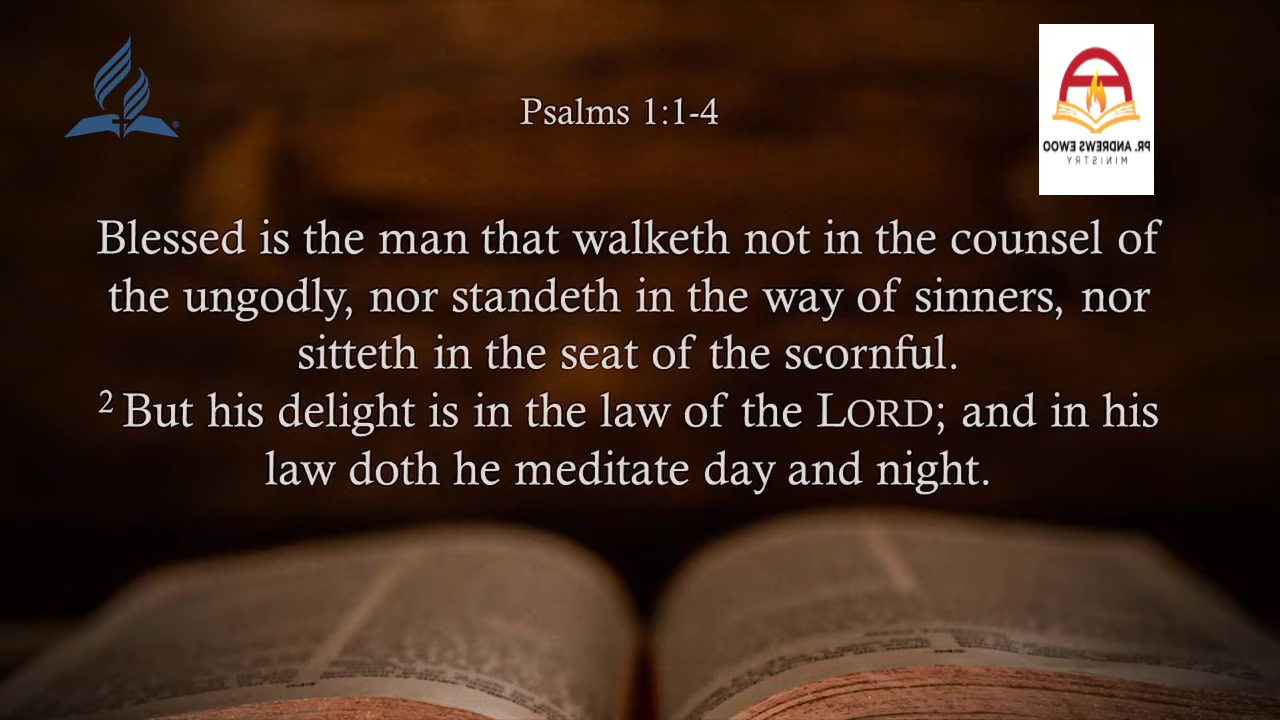 Psalms 1:1-4
PR. ANDREWS EWOO
MINISTRY
Blessed is the man that walketh not in the counsel of
the ungodly, nor standeth in the way of sinners, nor
sitteth in the seat of the scornful.
2 But his delight is in the law of the LORD; and in his
law doth he meditate day and night.